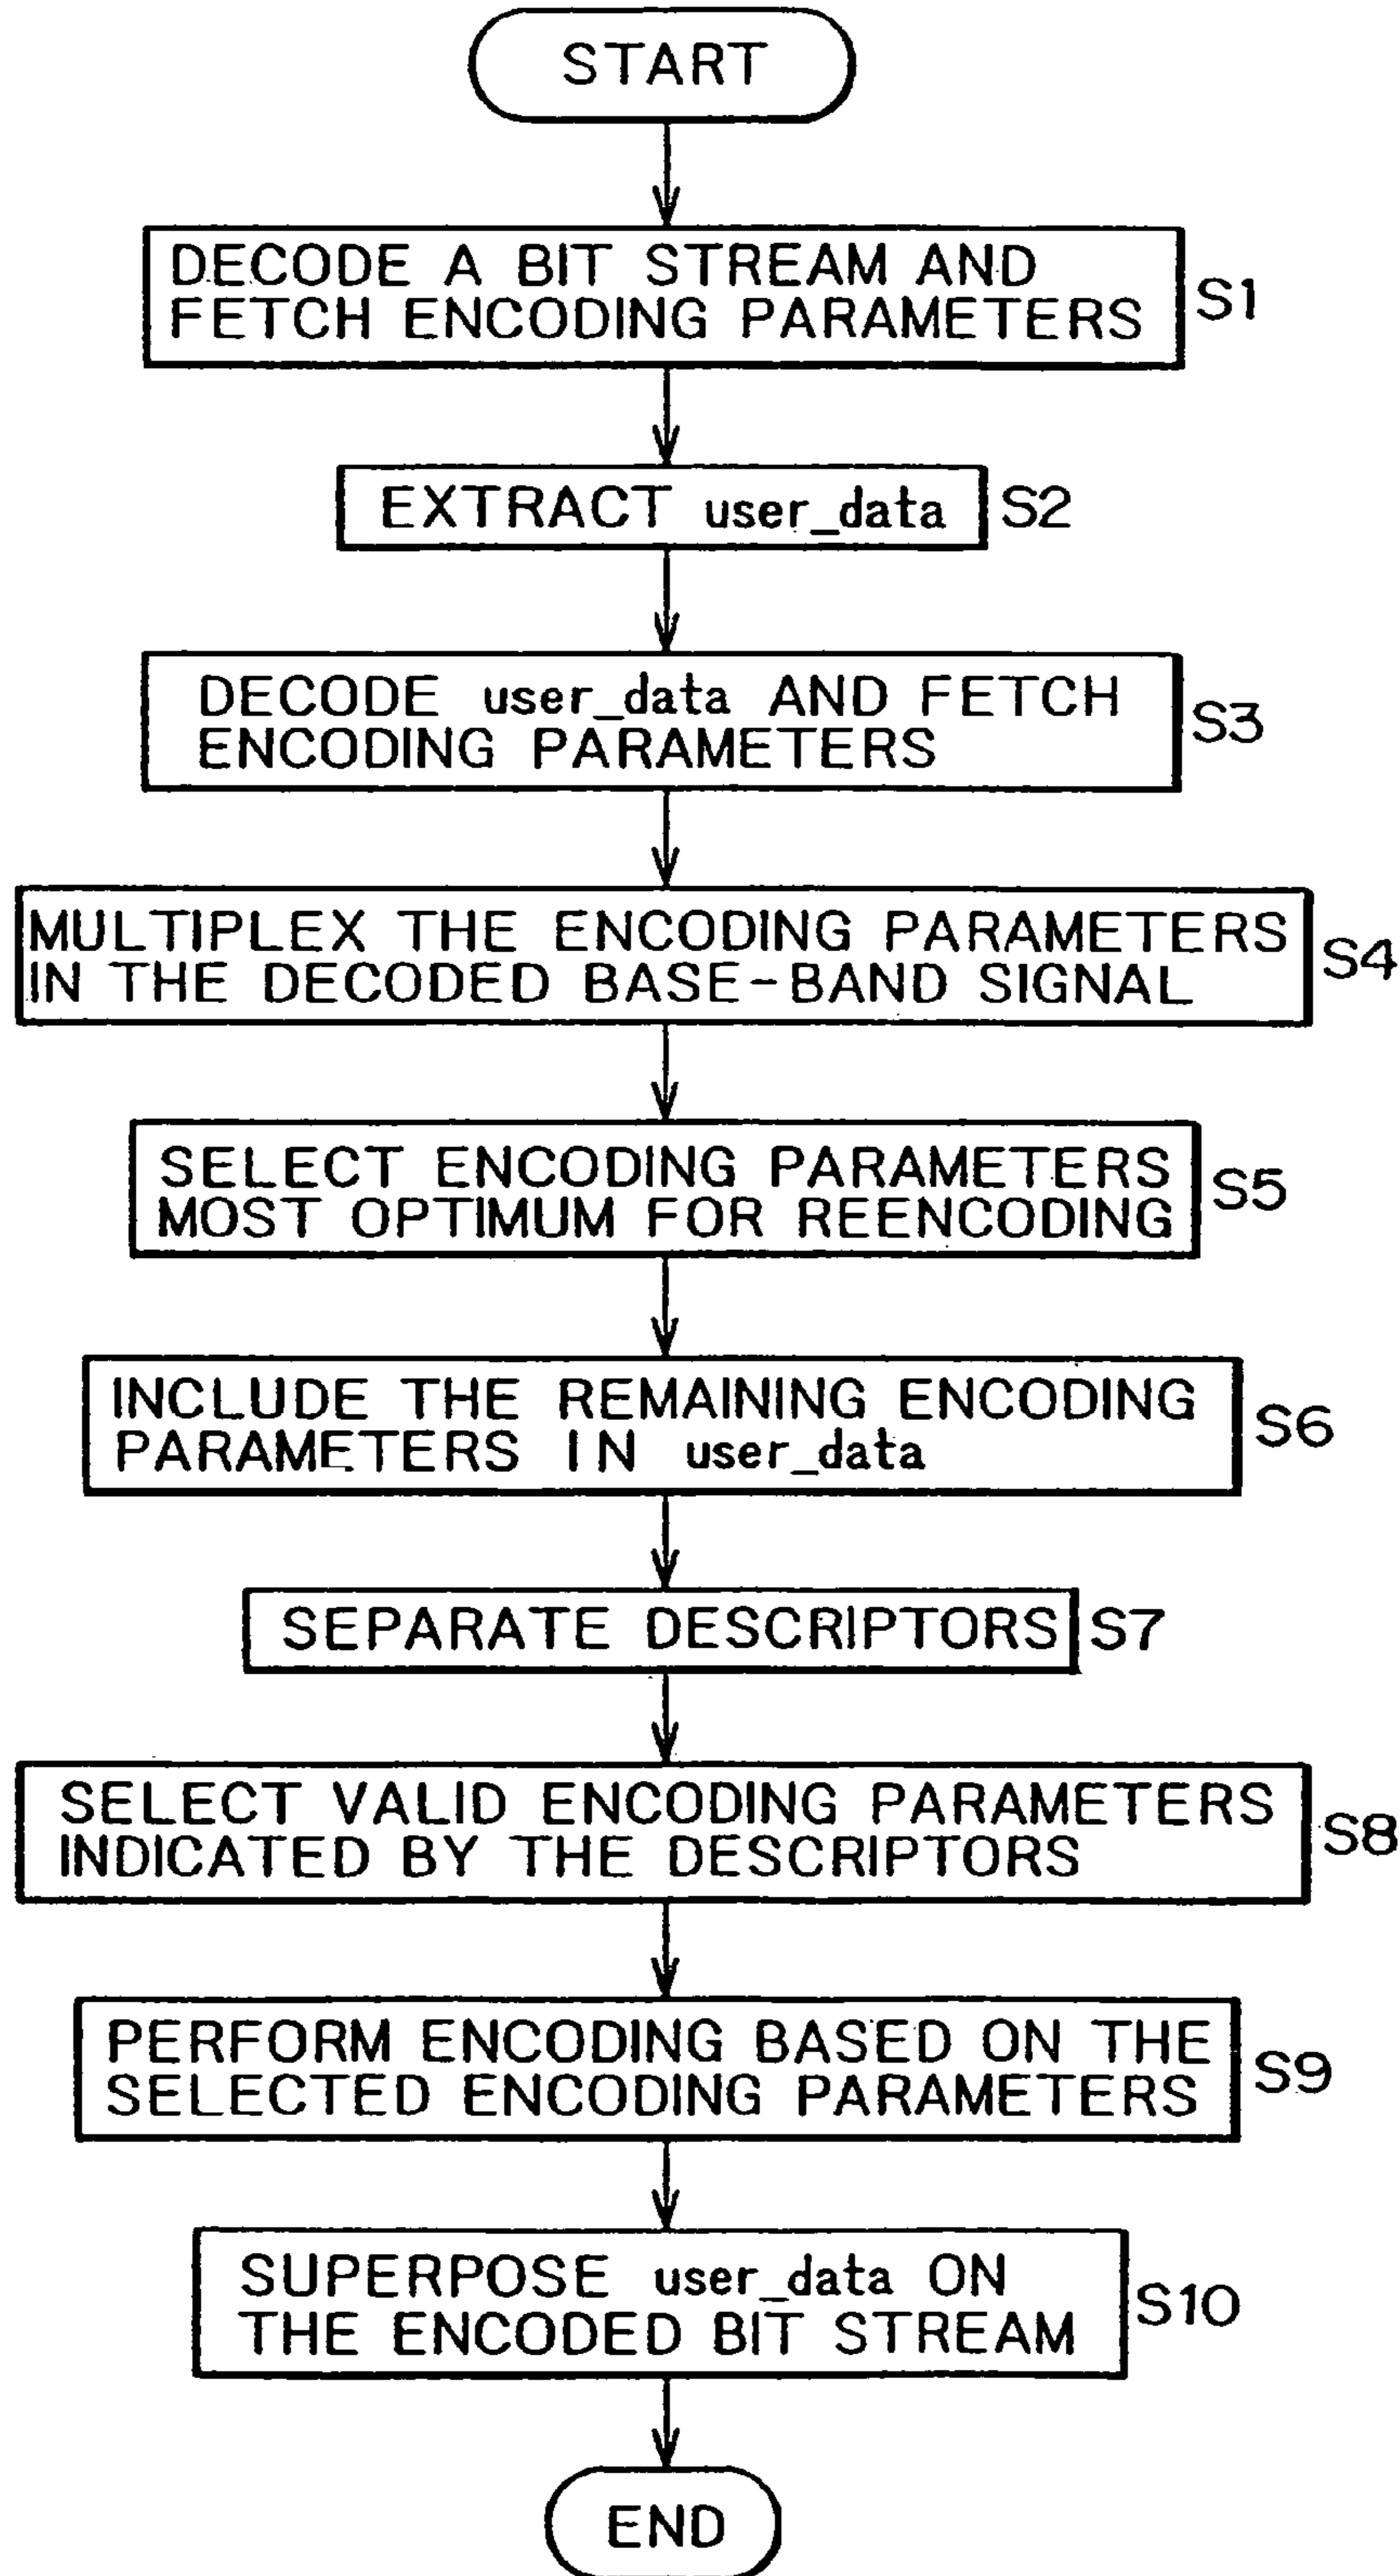 START
DECODE A BIT STREAM AND
FETCH ENCODING PARAMETERS
S1
EXTRACT user_data
S2
DECODE user_data AND FETCH
ENCODING PARAMETERS
S3
MULTIPLEX THE ENCODING PARAMETERS
IN THE DECODED BASE-BAND SIGNAL
S4
SELECT ENCODING PARAMETERS
MOST OPTIMUM FOR REENCODING
S5
INCLUDE THE REMAINING ENCODING
PARAMETERS IN user_data
S6
SEPARATE DESCRIPTORS
S7
SELECT VALID ENCODING PARAMETERS
INDICATED BY THE DESCRIPTORS
S8
PERFORM ENCODING BASED ON THE
SELECTED ENCODING PARAMETERS
S9
SUPERPOSE user_data ON
THE ENCODED BIT STREAM
S10
END